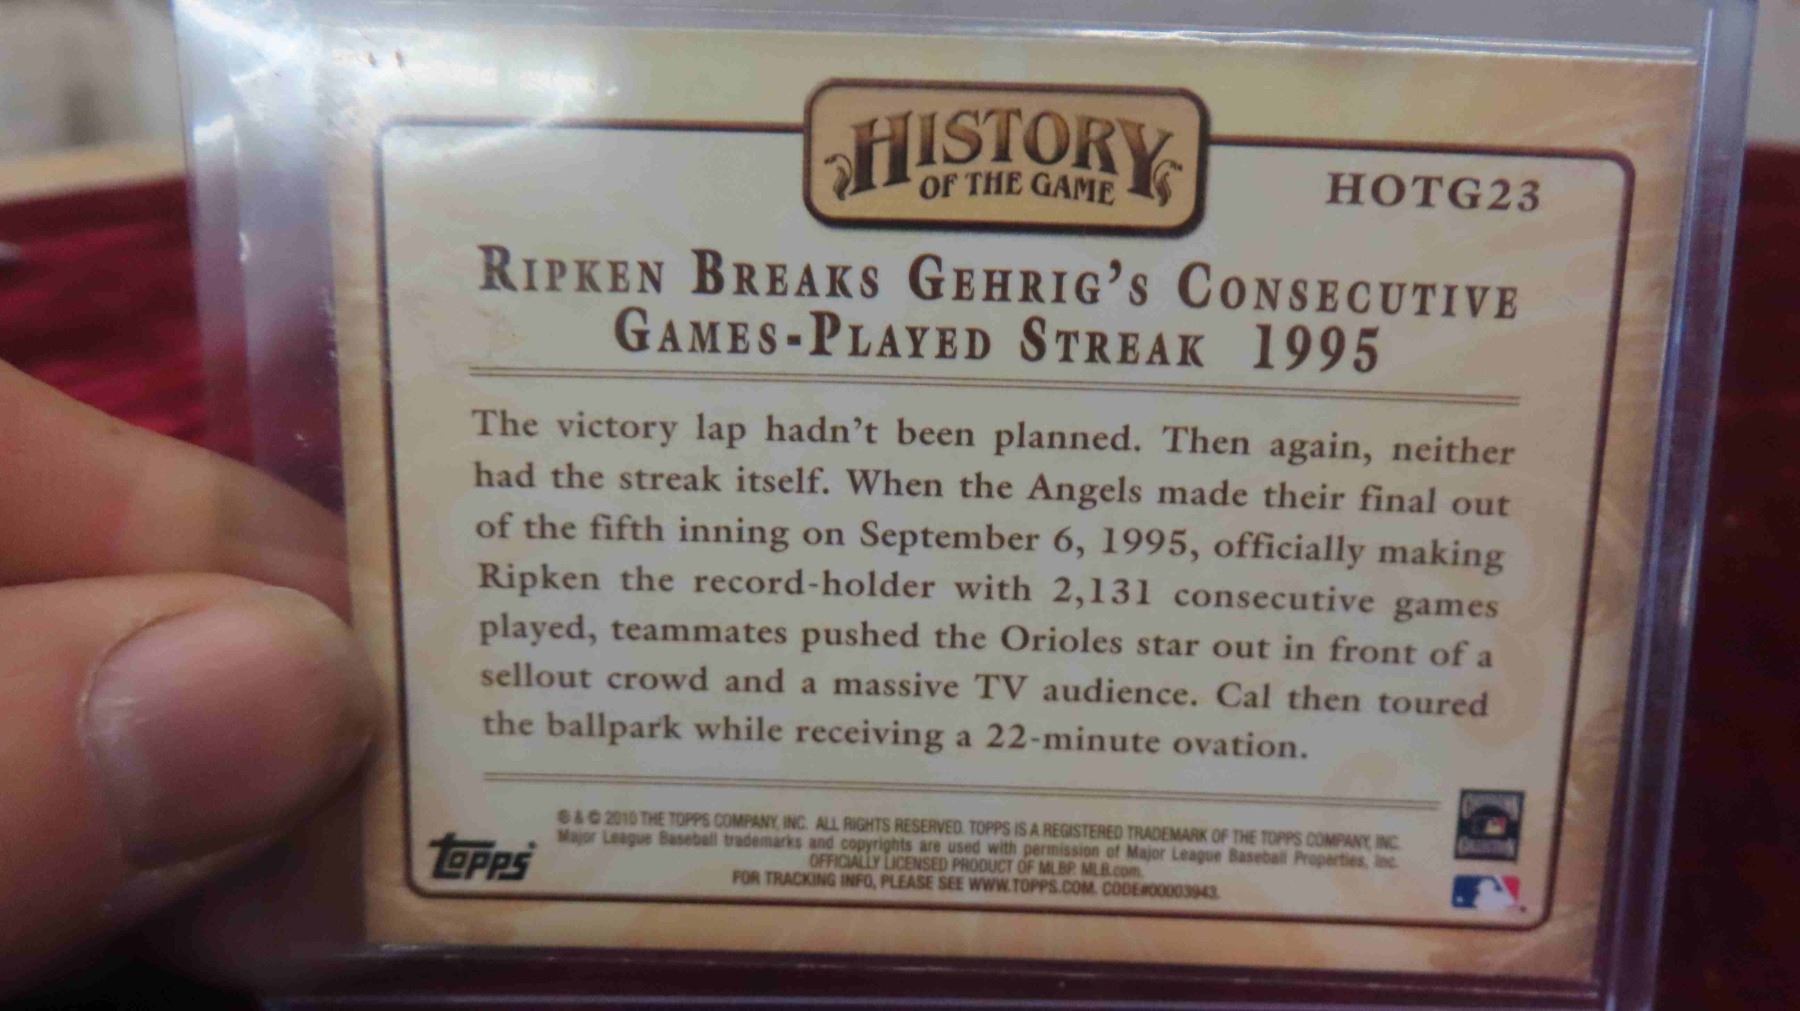 HISTORY
OF THE GAME
HOTG23
RIPKEN BREAKS GEHRIG'S CONSECUTIVE
GAMES-PLAYED STREAK 1995
The victory lap hadn't been planned. Then again, neither
had the streak itself. When the Angels made their final out
of the fifth inning on September 6, 1995, officially making
Ripken the record-holder with 2,131 consecutive games
played, teammates pushed the Orioles star out in front of a
sellout crowd and a massive TV audience. Cal then toured
the ballpark while receiving a 22-minute ovation.
® & © 2010 THE TOPPS COMPANY, INC. ALL RIGHTS RESERVED. TOPPS IS A REGISTERED TRADEMARK OF THE TOPPS COMPANY, INC.
Major League Baseball trademarks and copyrights are used with permission of Major League Baseball Properties, Inc.
OFFICIALLY LICENSED PRODUCT OF MLBP. MLB.com.
FOR TRACKING INFO, PLEASE SEE WWW.TOPPS.COM. CODE#00003943.
topps